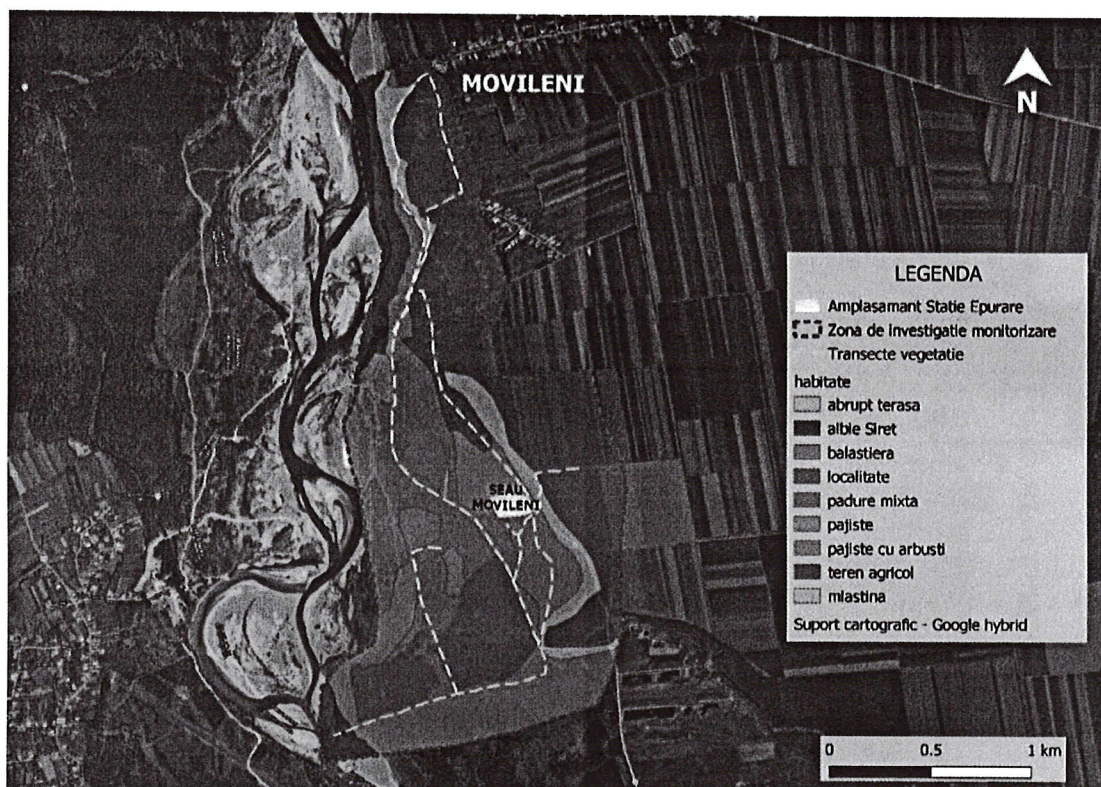 MOVILENI
N
SEAU
MOVILENI
LEGENDA
Amplasamant Statie Epurare
Zona de investigatie monitorizare
Transecte vegetatie
habitate
abrupt terasa
albie Siret
balastiera
localitate
padure mixta
pajiste
pajiste cu arbusti
teren agricol
mlastina
Suport cartografic - Google hybrid
0 0.5 1 km